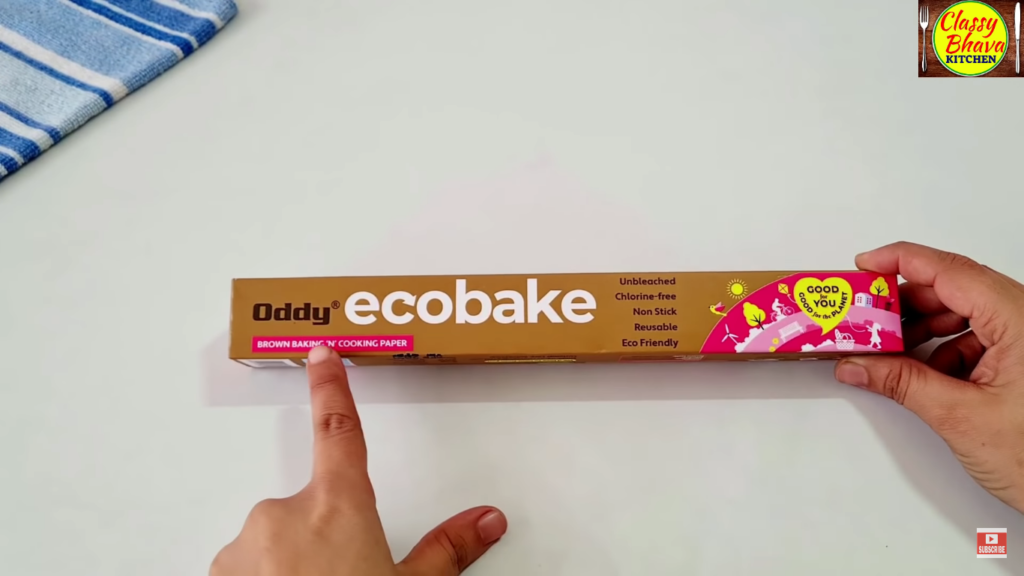 Classy
Bhava
KITCHEN
Oddy® ecobake
BROWN BAKING 'N' COOKING PAPER
Unbleached
Chlorine-free
Non Stick
Reusable
Eco Friendly
GOOD
for
YOU
GOOD for the PLANET
SUBSCRIBE